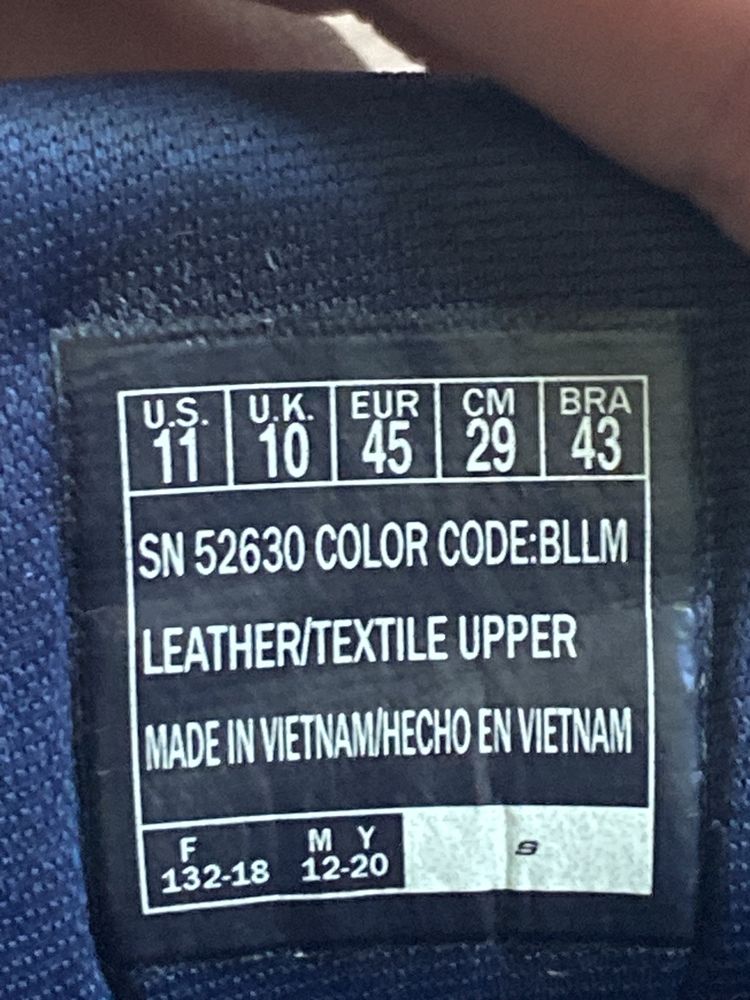 U.S. U.K. EUR CM BRA
11 10 45 29 43
SN 52630 COLOR CODE:BLLM
LEATHER/TEXTILE UPPER
MADE IN VIETNAM/HECHO EN VIETNAM
F M Y
132-18 12-20
S